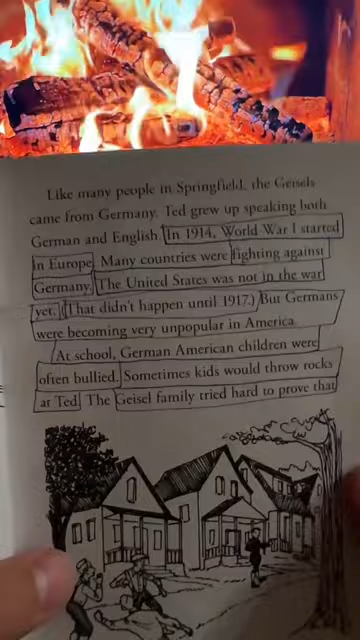 Like many people in Springfield, the Geisels
came from Germany. Ted grew up speaking both
German and English. In 1914, World War I started
in Europe. Many countries were fighting against
Germany. The United States was not in the war
yet. (That didn't happen until 1917.) But Germans
were becoming very unpopular in America.
At school, German American children were
often bullied. Sometimes kids would throw rocks
at Ted. The Geisel family tried hard to prove that